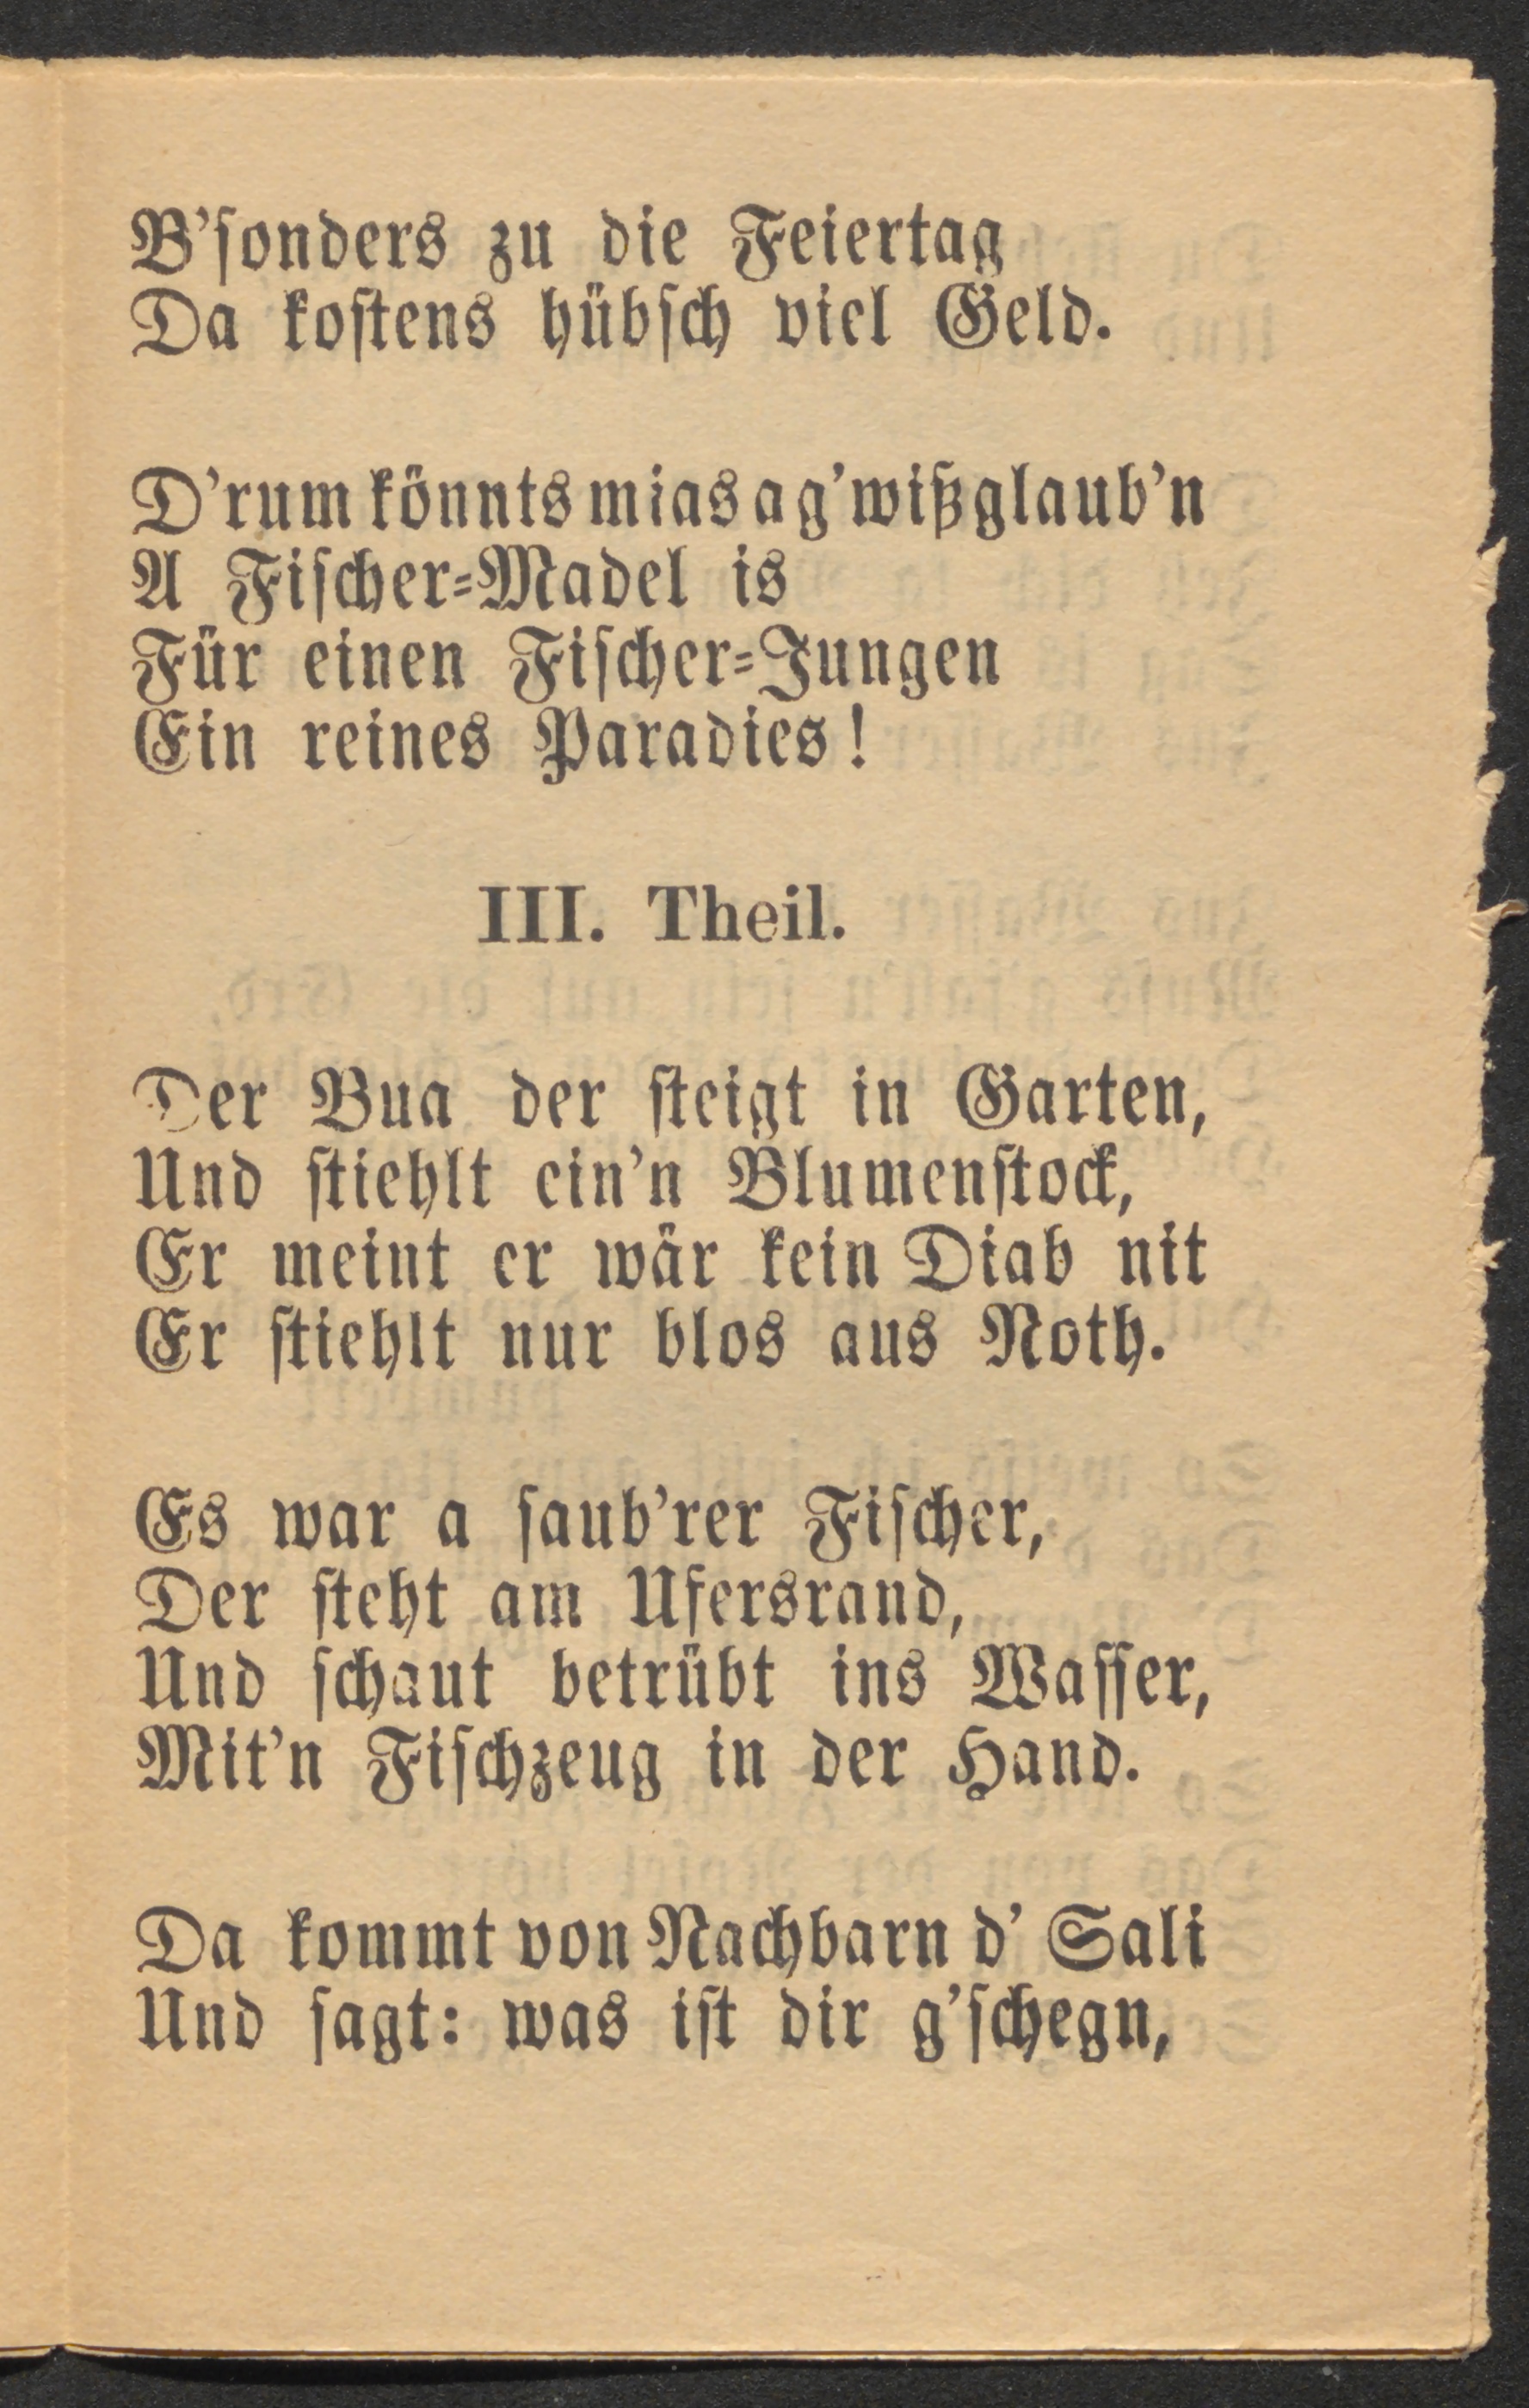 B'ſonders zu die Feiertag
Da koſtens hübſch viel Geld.
D'rum könnts mias a g'wiß glaub'n
A Fiſcher-Madel is
Für einen Fiſcher-Jungen
Ein reines Paradies!
III. Theil.
Der Bua der ſteigt in Garten,
Und ſtiehlt ein'n Blumenſtock,
Er meint er wär kein Diab nit
Er ſtiehlt nur blos aus Noth.
Es war a ſaub'rer Fiſcher,
Der ſteht am Ufersrand,
Und ſchaut betrübt ins Waſſer,
Mit'n Fiſchzeug in der Hand.
Da kommt von Nachbarn d' Sali
Und ſagt: was iſt dir g'ſchegn,